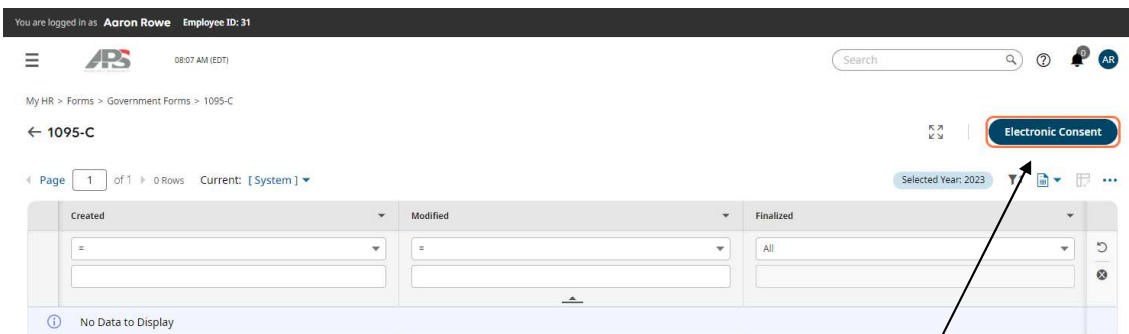 You are logged in as Aaron Rowe Employee ID: 31
APS 08:07 AM (EDT) Search 0 AR
My HR > Forms > Government Forms > 1095-C
← 1095-C Electronic Consent
Page 1 of 1 0 Rows Current: [ System ] Selected Year: 2023
Created Modified Finalized
= = All
No Data to Display